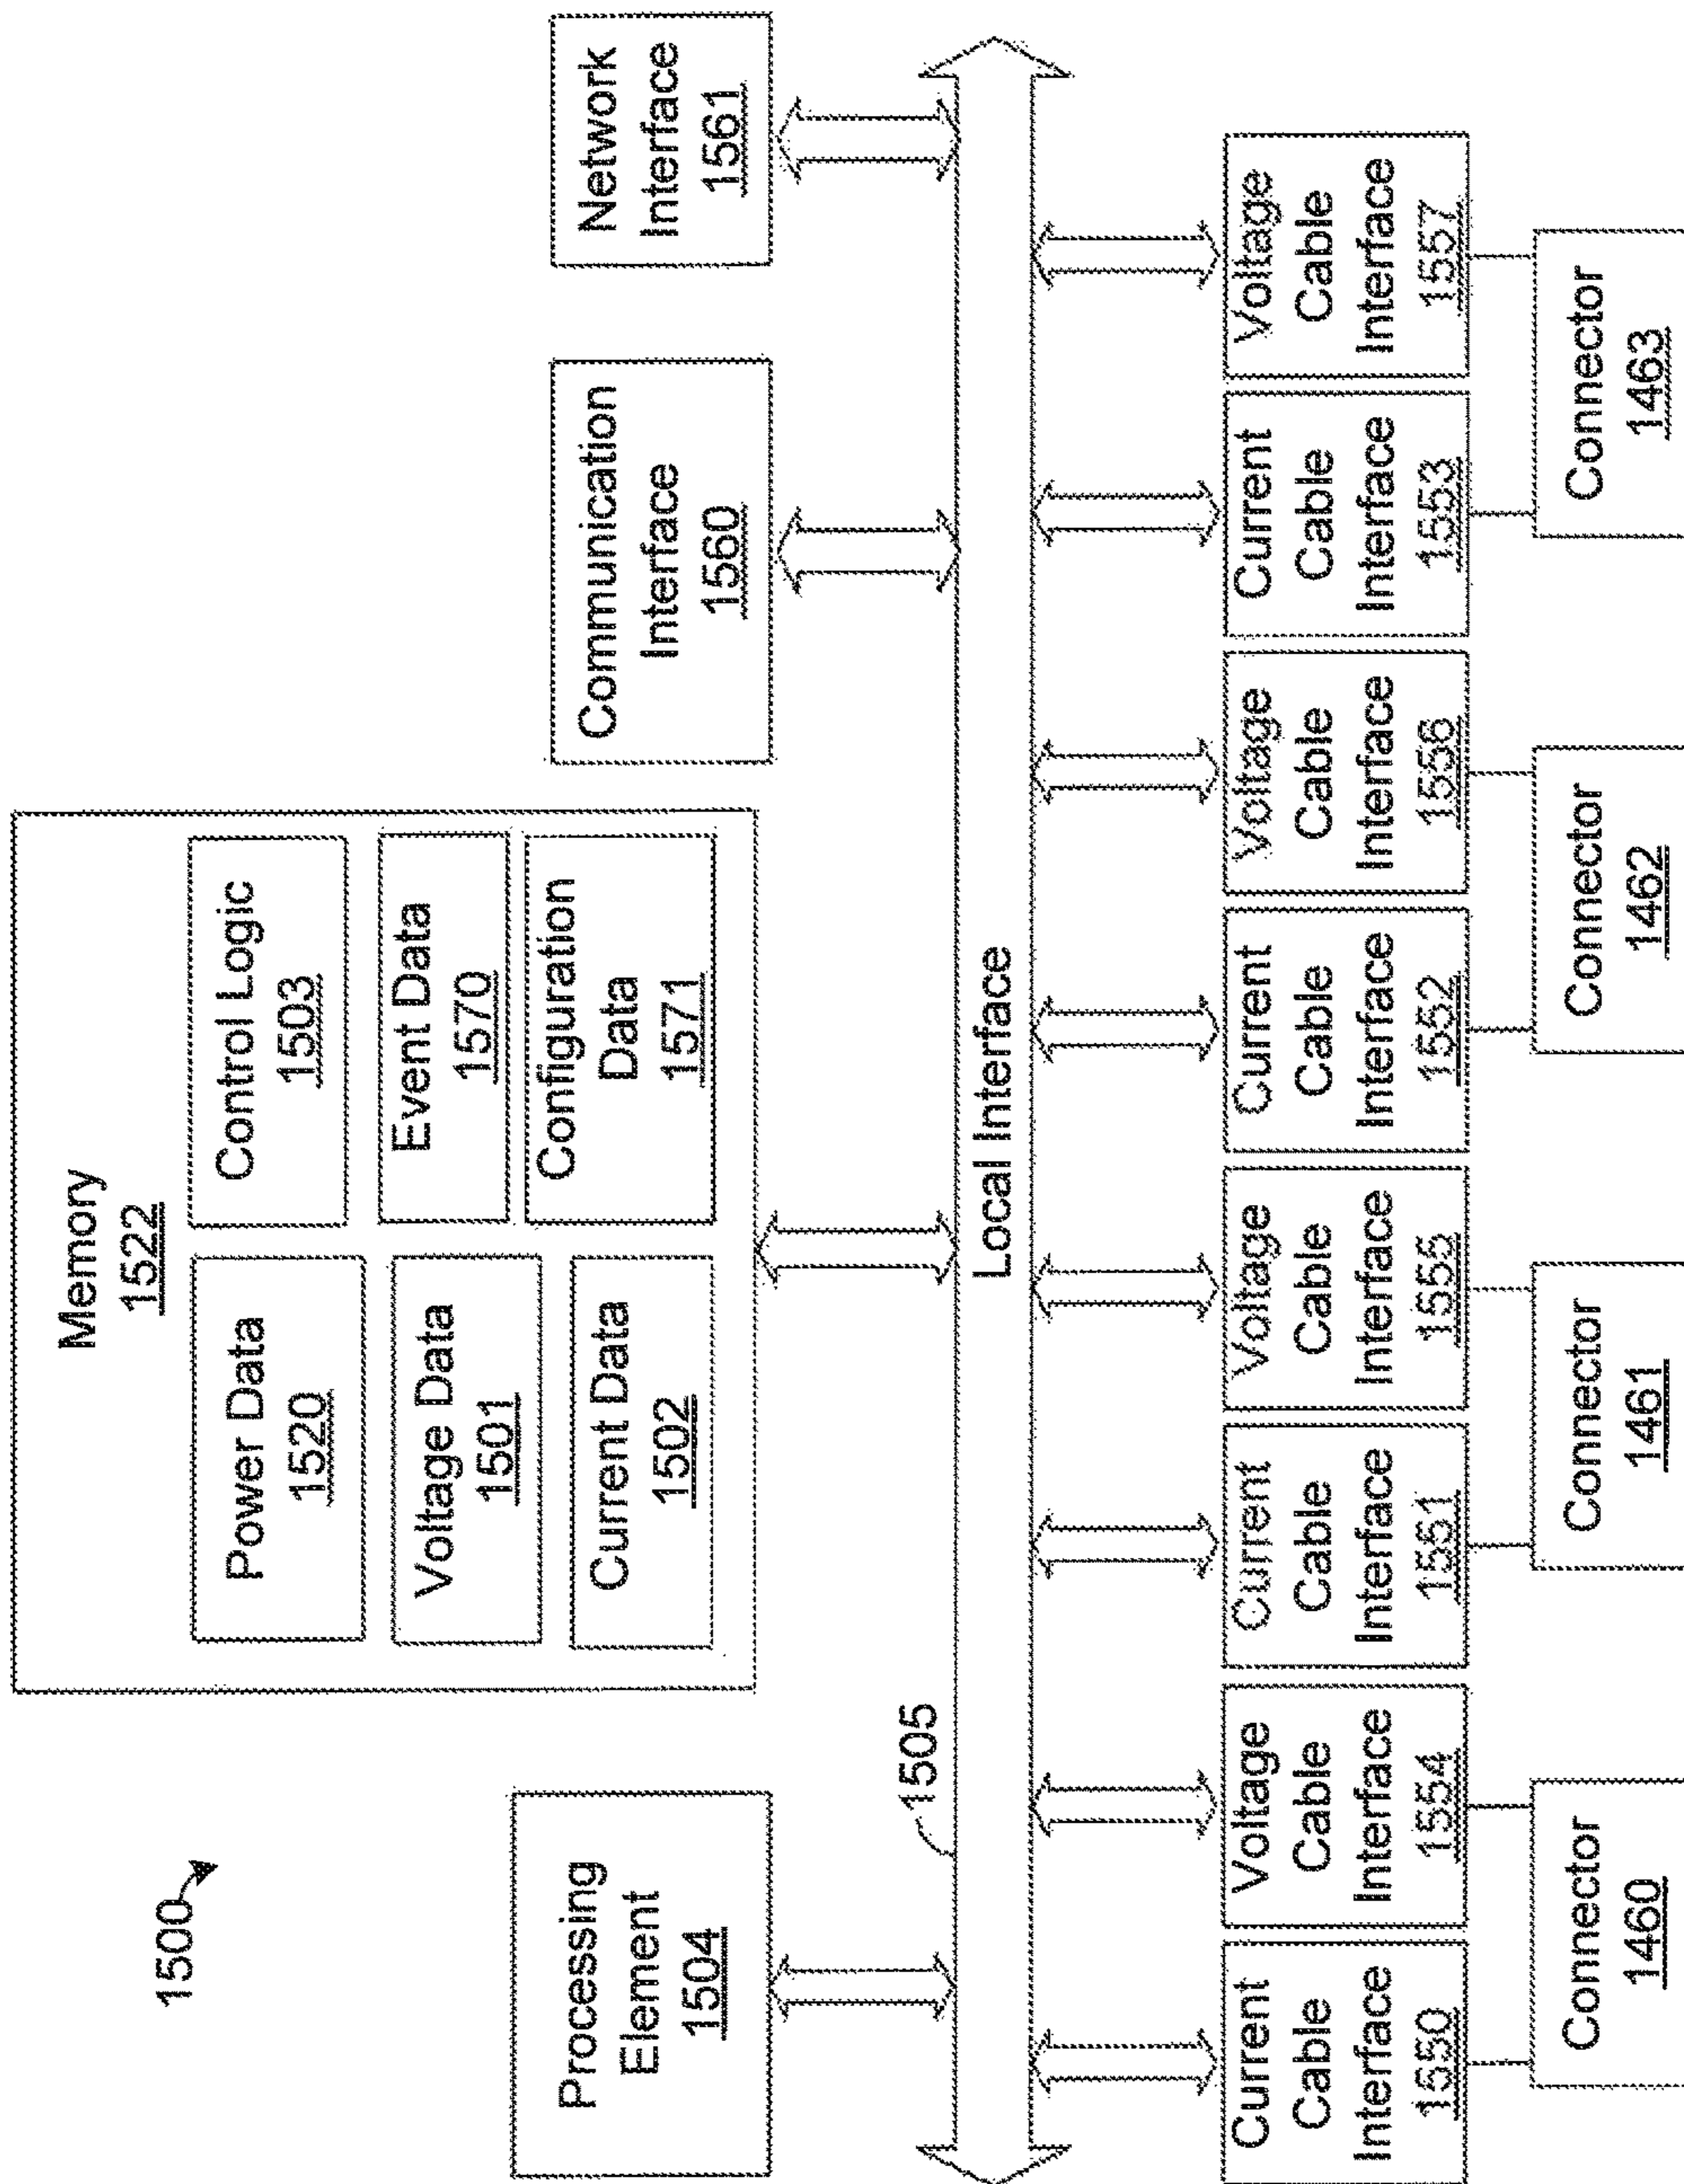 1500
Memory
1522
Power Data
1520
Control Logic
1503
Voltage Data
1501
Event Data
1570
Current Data
1502
Configuration
Data
1571
Processing
Element
1504
Communication
Interface
1560
Network
Interface
1561
1505
Local Interface
Current
Cable
Interface
1550
Voltage
Cable
Interface
1554
Current
Cable
Interface
1551
Voltage
Cable
Interface
1555
Current
Cable
Interface
1552
Voltage
Cable
Interface
1556
Current
Cable
Interface
1553
Voltage
Cable
Interface
1557
Connector
1460
Connector
1461
Connector
1462
Connector
1463